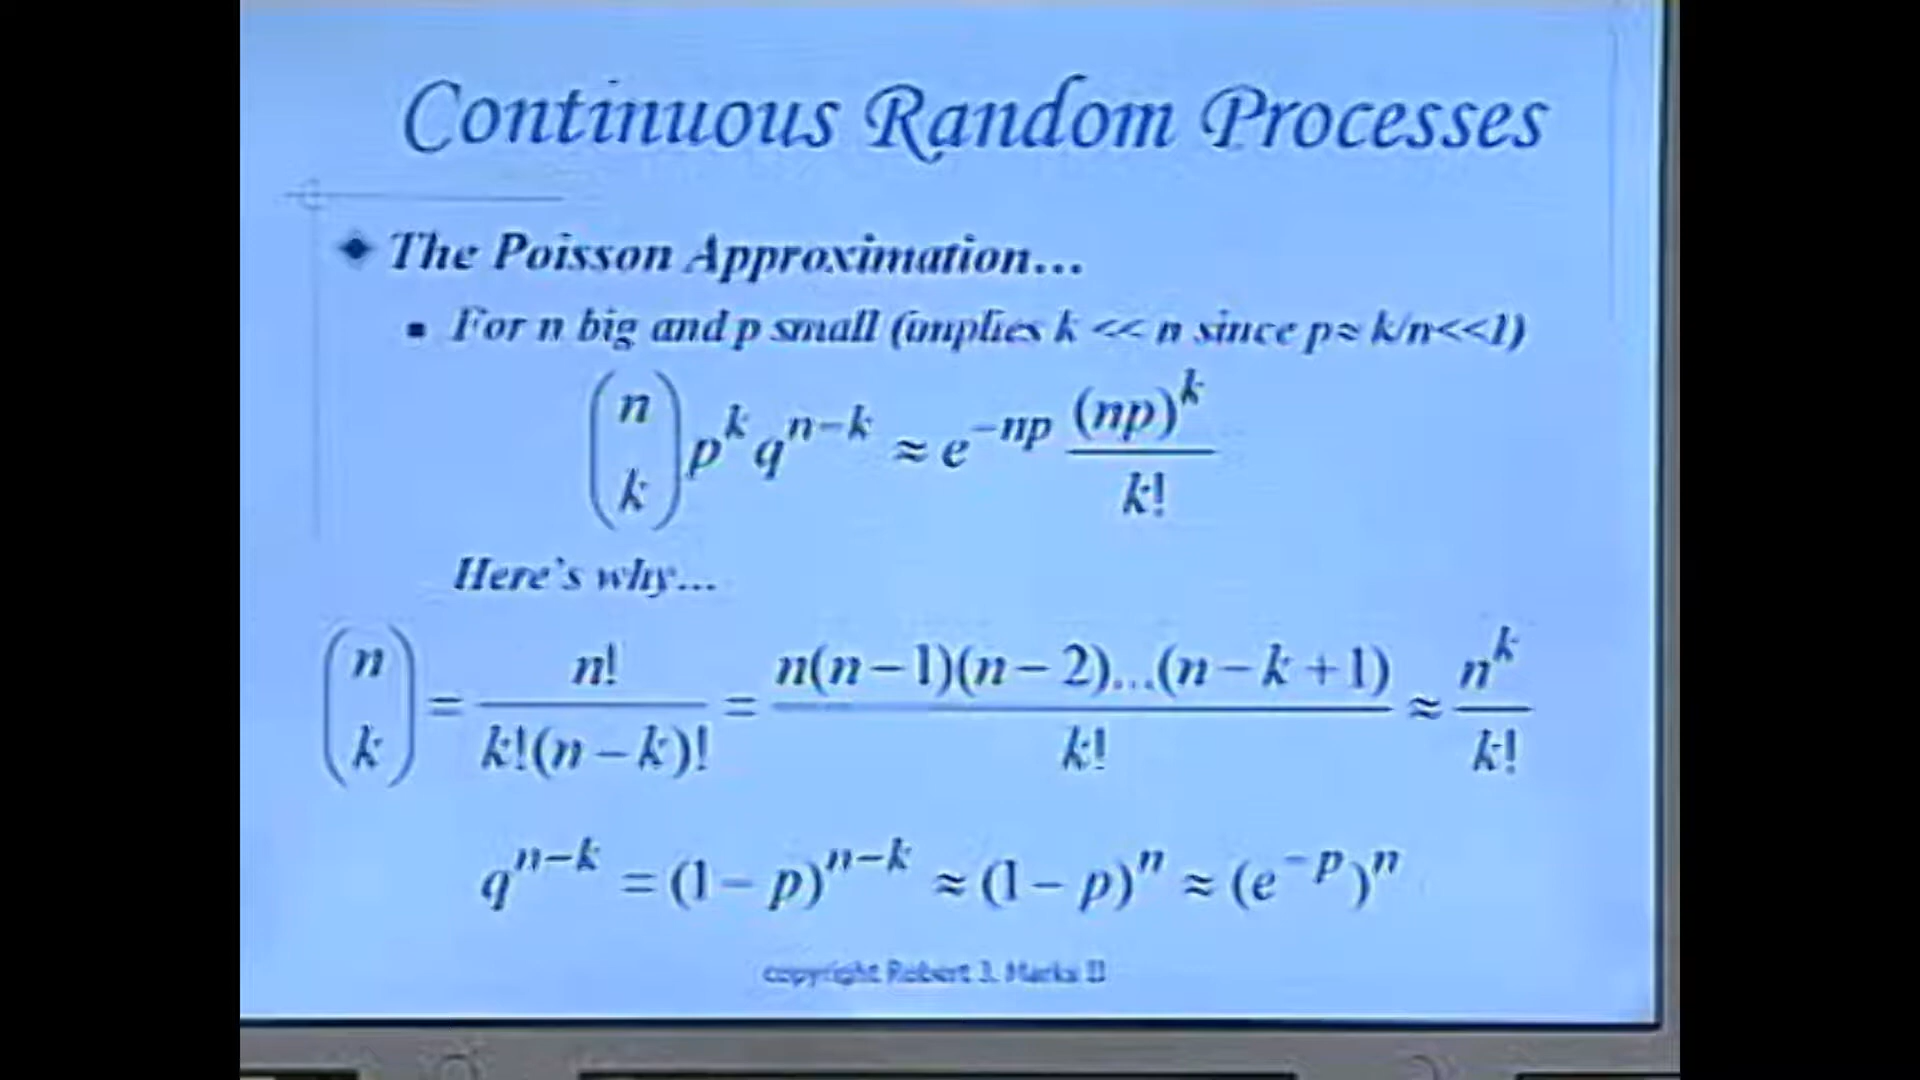 Continuous Random Processes
The Poisson Approximation...
For n big and p small (implies k << n since p≈ k/n<<1)
(n k) p^k q^{n-k} ≈ e^{-np} (np)^k / k!
Here's why...
(n k) = n! / k!(n-k)! = n(n-1)(n-2)...(n-k+1) / k! ≈ n^k / k!
q^{n-k} = (1-p)^{n-k} ≈ (1-p)^n ≈ (e^{-p})^n
copyright Robert J. Marks II